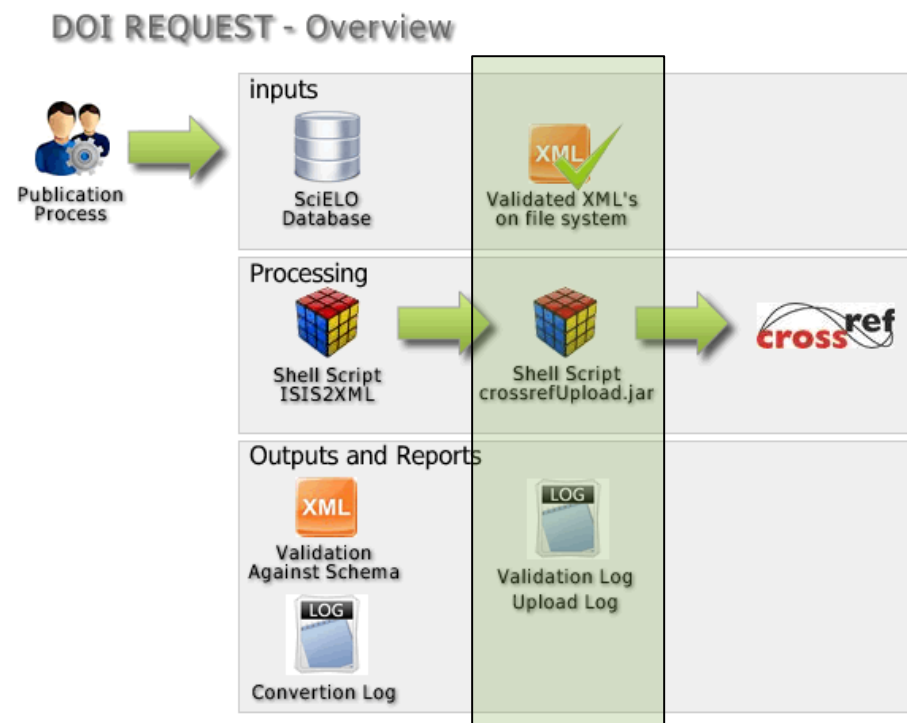 DOI REQUEST - Overview
Publication
Process
inputs
SciELO
Database
XML
Validated XML's
on file system
Processing
Shell Script
ISIS2XML
Shell Script
crossrefUpload.jar
crossref
Outputs and Reports
XML
Validation
Against Schema
LOG
Convertion Log
LOG
Validation Log
Upload Log